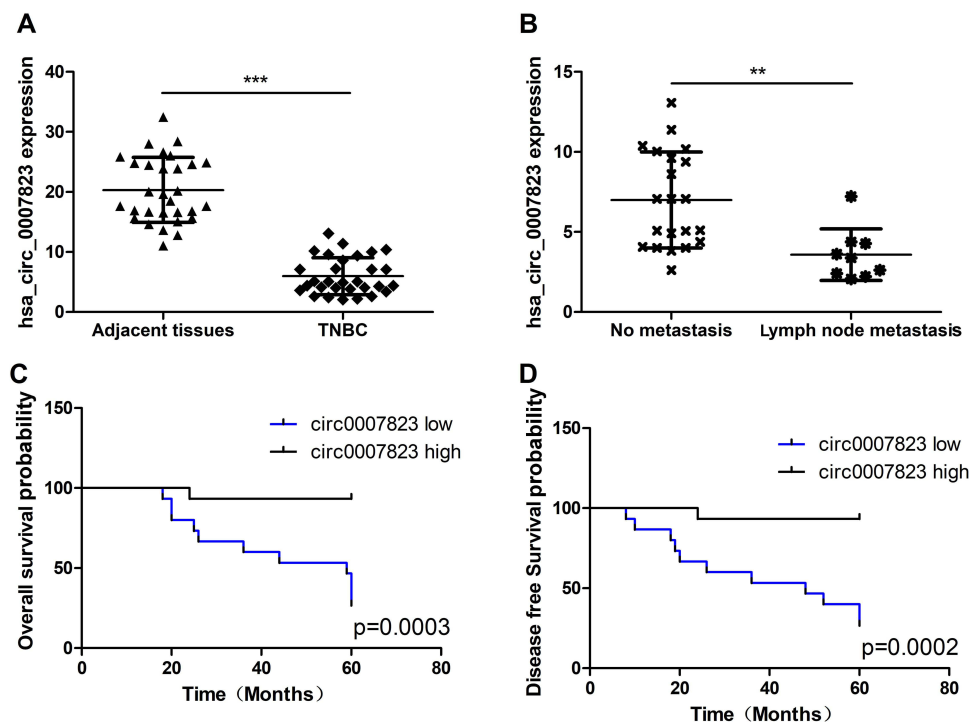 A
hsa_circ_0007823 expression
40
30
20
10
0
***
Adjacent tissues
TNBC
B
hsa_circ_0007823 expression
15
10
5
0
**
No metastasis
Lymph node metastasis
C
Overall survival probability
150
100
50
0
circ0007823 low
circ0007823 high
p=0.0003
0
20
40
60
80
Time（Months）
D
Disease free Survival probability
150
100
50
0
circ0007823 low
circ0007823 high
p=0.0002
0
20
40
60
80
Time（Months）